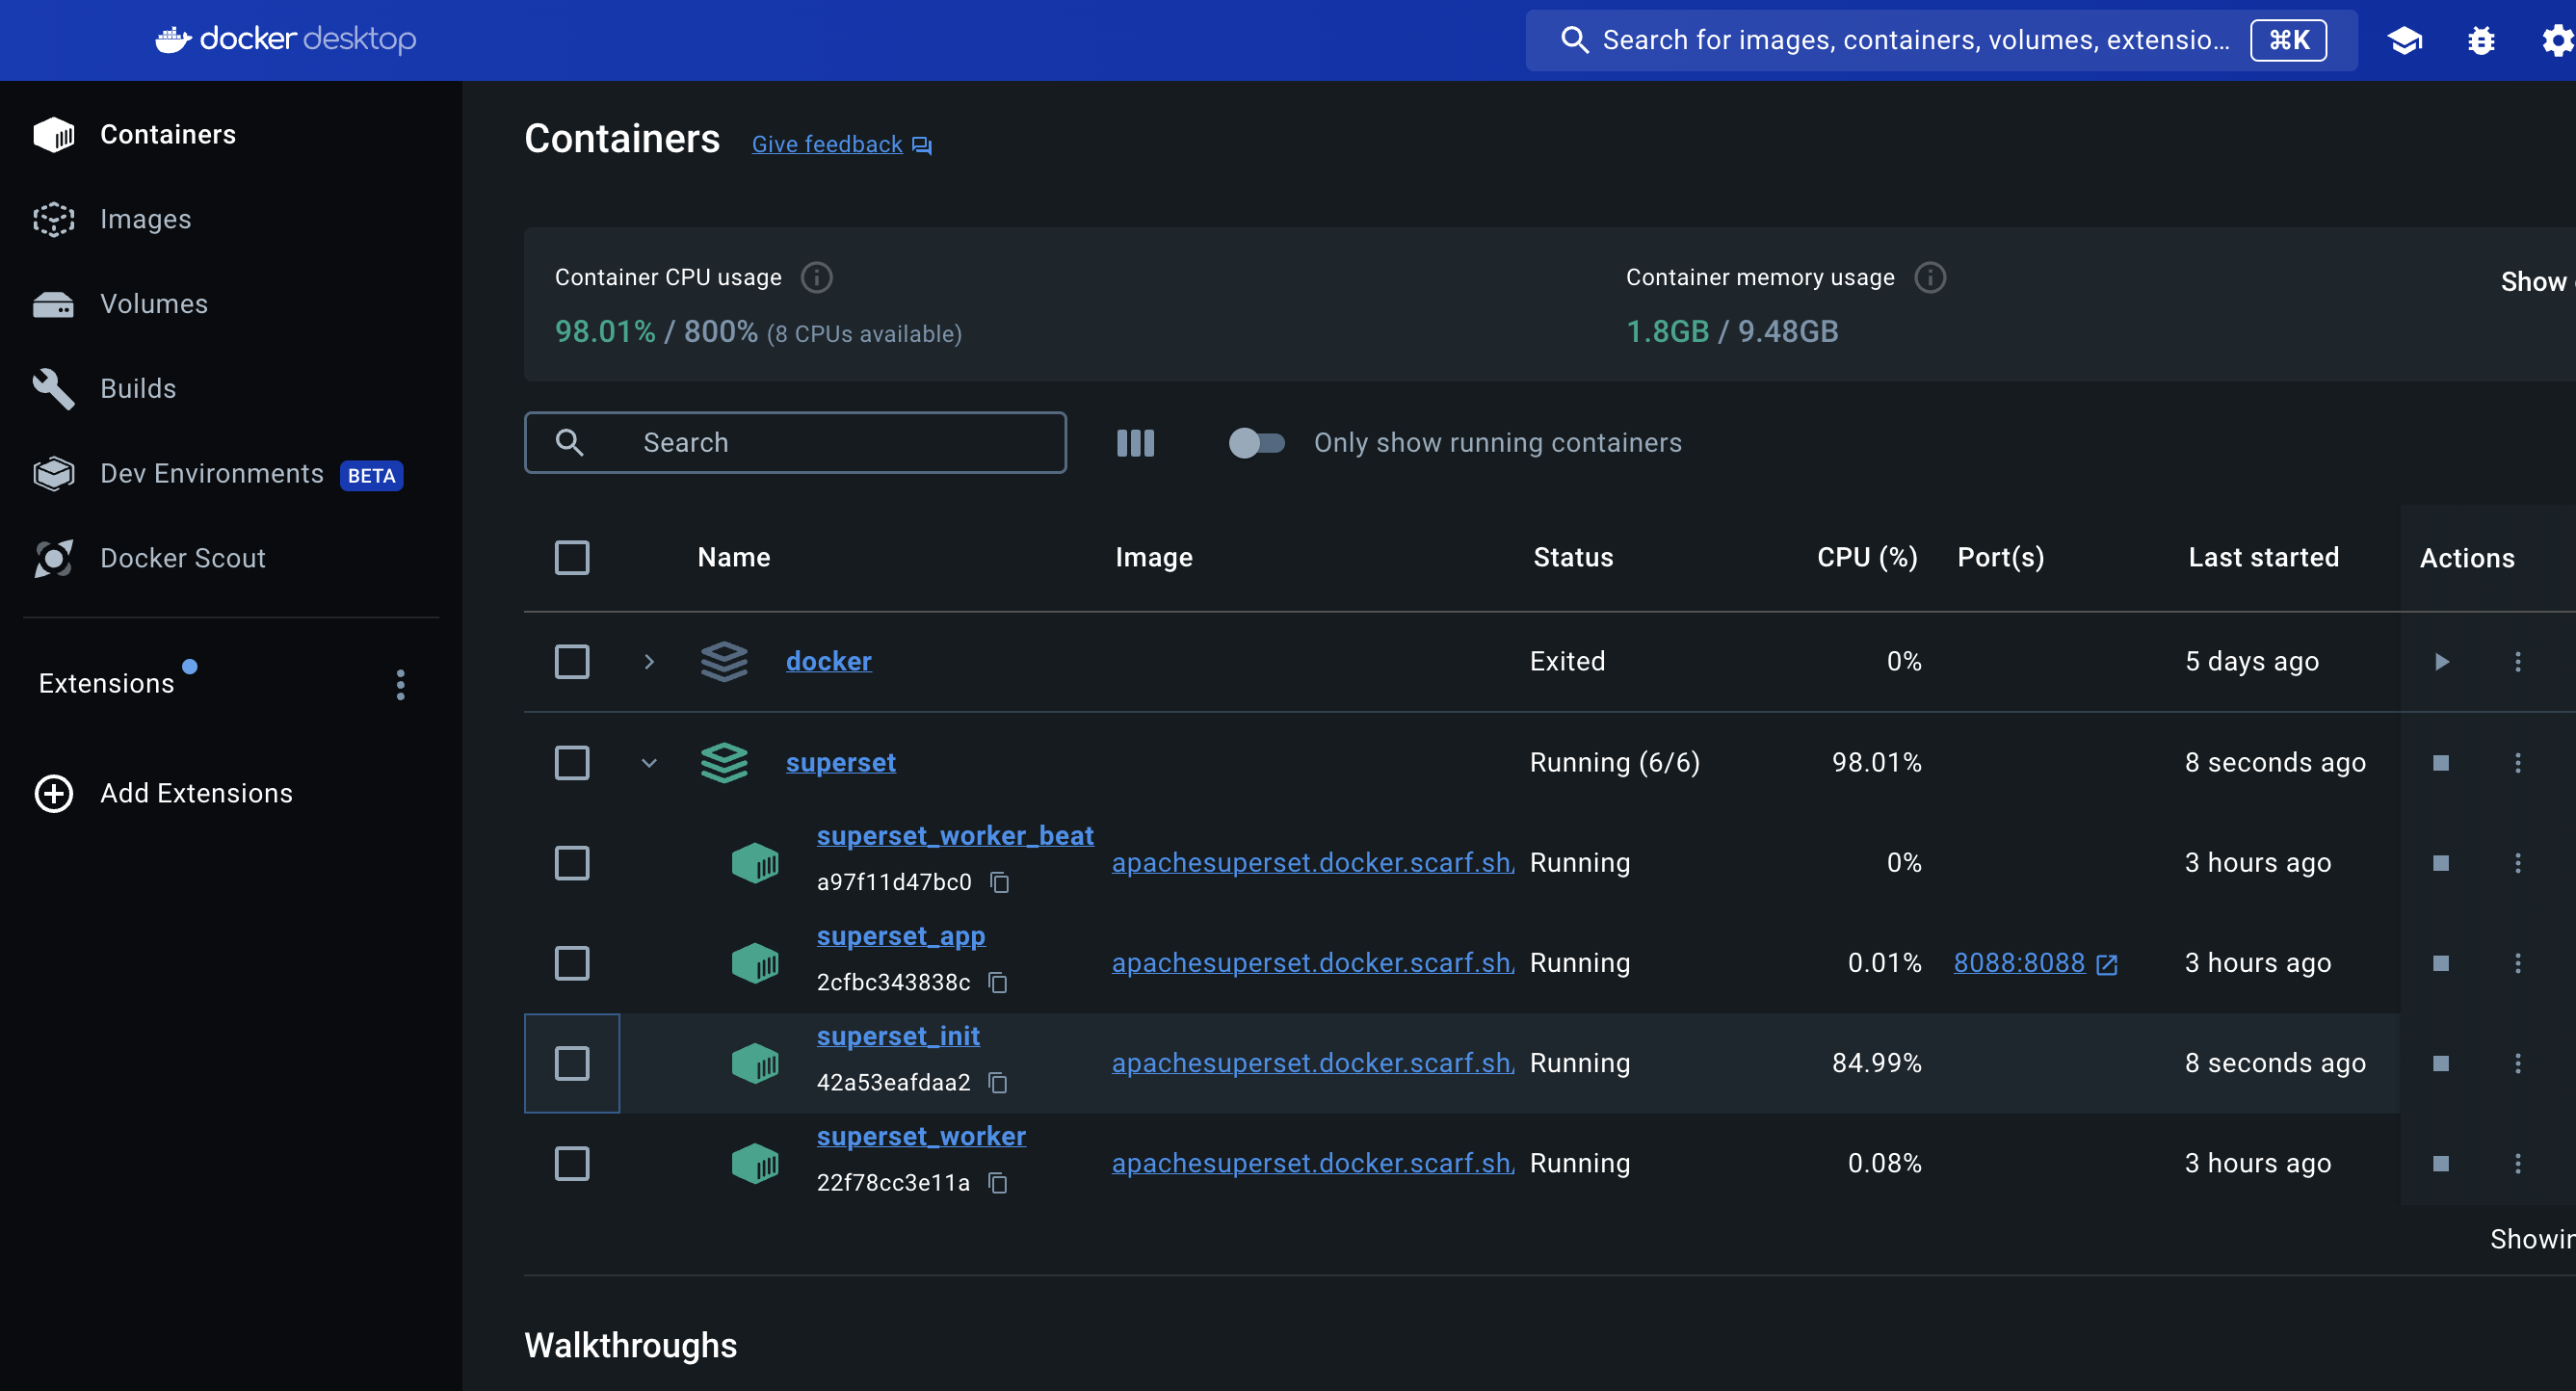 docker desktop
Search for images, containers, volumes, extensio... ⌘K
Containers
Images
Volumes
Builds
Dev Environments BETA
Docker Scout
Extensions
Add Extensions
Containers Give feedback
Container CPU usage
98.01% / 800% (8 CPUs available)
Container memory usage
1.8GB / 9.48GB
Show
Search
Only show running containers
Name Image Status CPU (%) Port(s) Last started Actions
docker Exited 0% 5 days ago
superset Running (6/6) 98.01% 8 seconds ago
superset_worker_beat
a97f11d47bc0
apachesuperset.docker.scarf.sh/ Running 0% 3 hours ago
superset_app
2cfbc343838c
apachesuperset.docker.scarf.sh/ Running 0.01% 8088:8088 3 hours ago
superset_init
42a53eafdaa2
apachesuperset.docker.scarf.sh/ Running 84.99% 8 seconds ago
superset_worker
22f78cc3e11a
apachesuperset.docker.scarf.sh/ Running 0.08% 3 hours ago
Walkthroughs